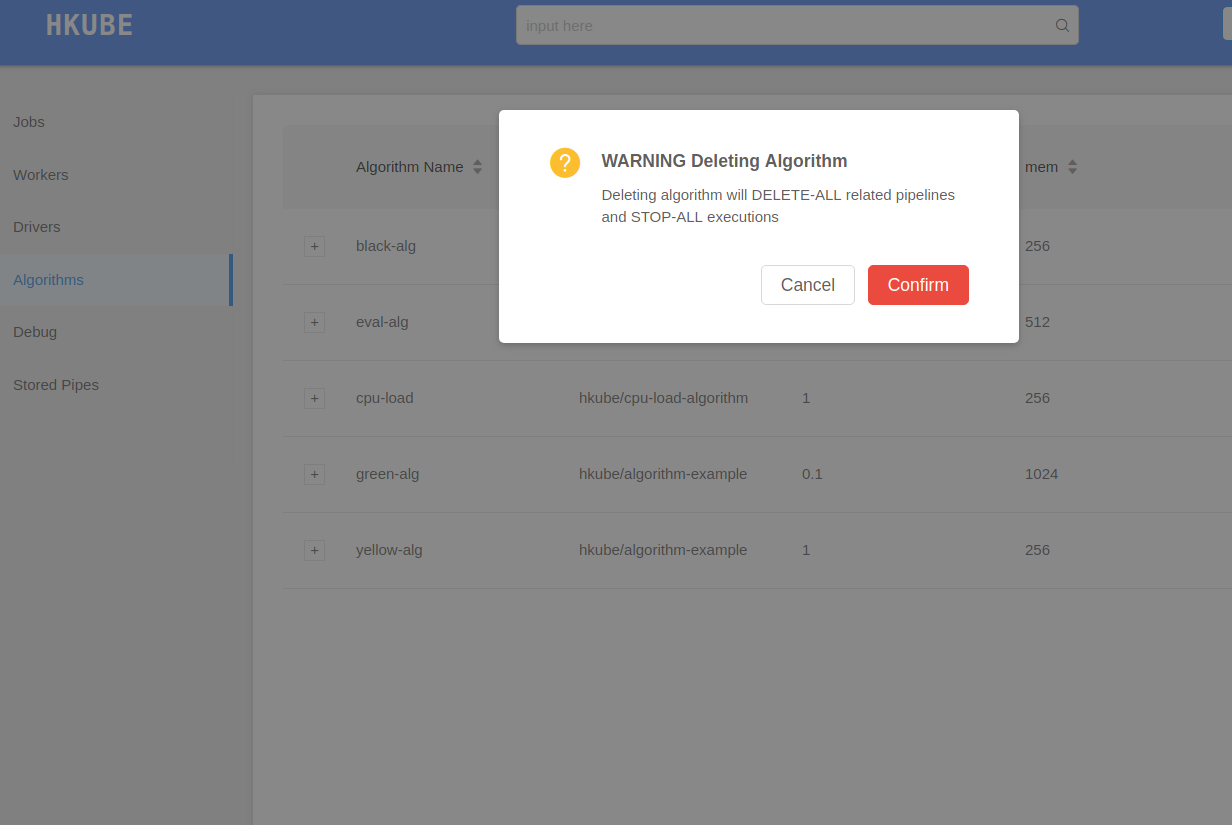 HKUBE
input here
Jobs
Workers
Drivers
Algorithms
Debug
Stored Pipes
WARNING Deleting Algorithm
Deleting algorithm will DELETE-ALL related pipelines
and STOP-ALL executions
Cancel Confirm
Algorithm Name mem
black-alg 256
eval-alg 512
cpu-load hkube/cpu-load-algorithm 1 256
green-alg hkube/algorithm-example 0.1 1024
yellow-alg hkube/algorithm-example 1 256